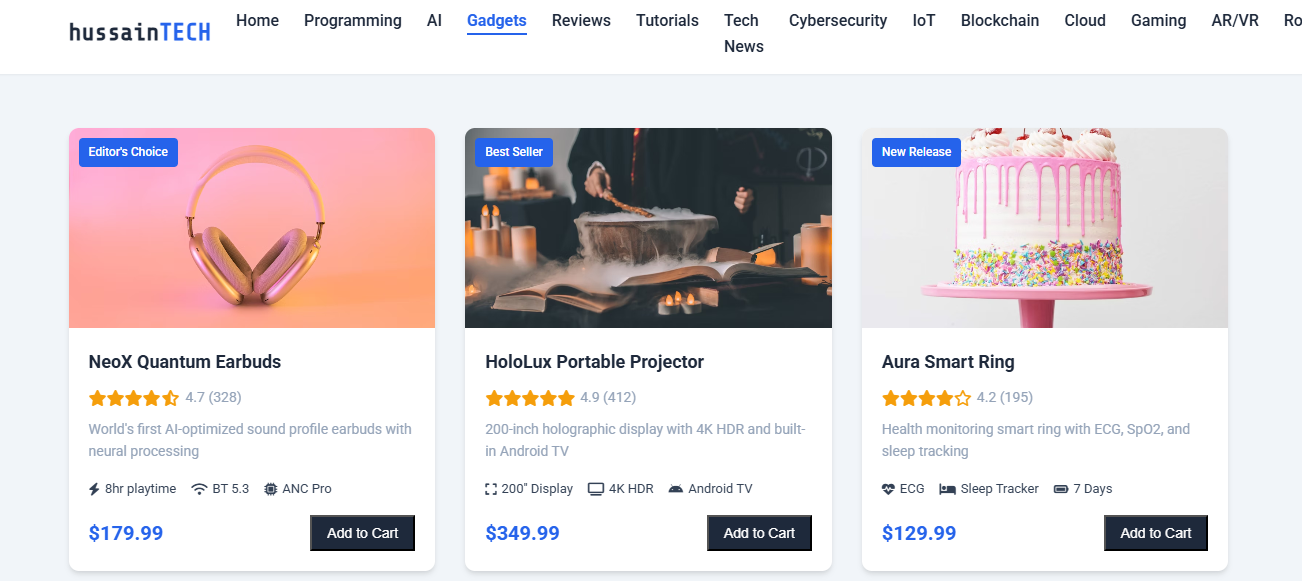 hussainTECH
Home Programming AI Gadgets Reviews Tutorials Tech News Cybersecurity IoT Blockchain Cloud Gaming AR/VR Ro
Editor's Choice
NeoX Quantum Earbuds
4.7 (328)
World's first AI-optimized sound profile earbuds with
neural processing
8hr playtime BT 5.3 ANC Pro
$179.99 Add to Cart
Best Seller
HoloLux Portable Projector
4.9 (412)
200-inch holographic display with 4K HDR and built-
in Android TV
200" Display 4K HDR Android TV
$349.99 Add to Cart
New Release
Aura Smart Ring
4.2 (195)
Health monitoring smart ring with ECG, SpO2, and
sleep tracking
ECG Sleep Tracker 7 Days
$129.99 Add to Cart